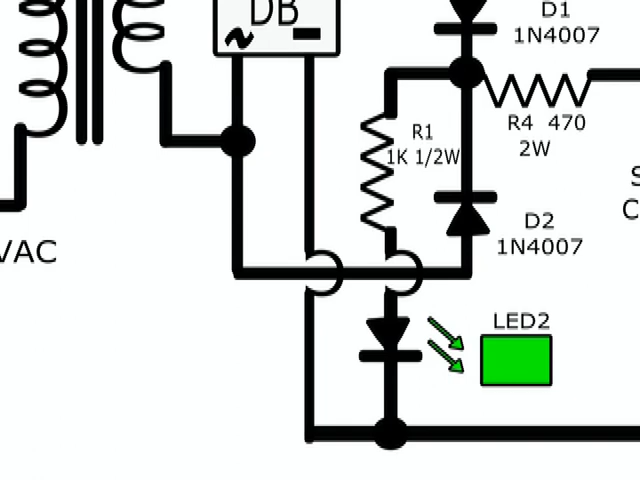 DB
D1
1N4007
R1
1K 1/2W
R4 470
2W
D2
1N4007
VAC
LED2